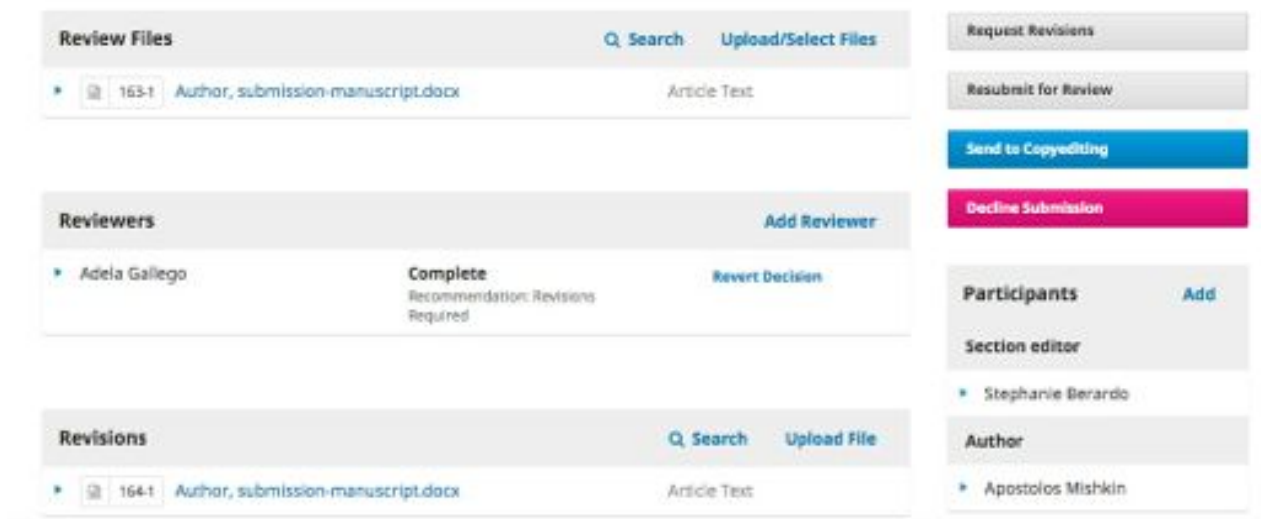 Review Files
Search
Upload/Select Files
163-1
Author, submission-manuscript.docx
Article Text
Reviewers
Add Reviewer
Adela Gallego
Complete
Revert Decision
Recommendation: Revisions
Required
Revisions
Search
Upload File
164-1
Author, submission-manuscript.docx
Article Text
Request Revisions
Resubmit for Review
Send to Copyediting
Decline Submission
Participants
Add
Section editor
Stephanie Berardo
Author
Apostolos Mishkin